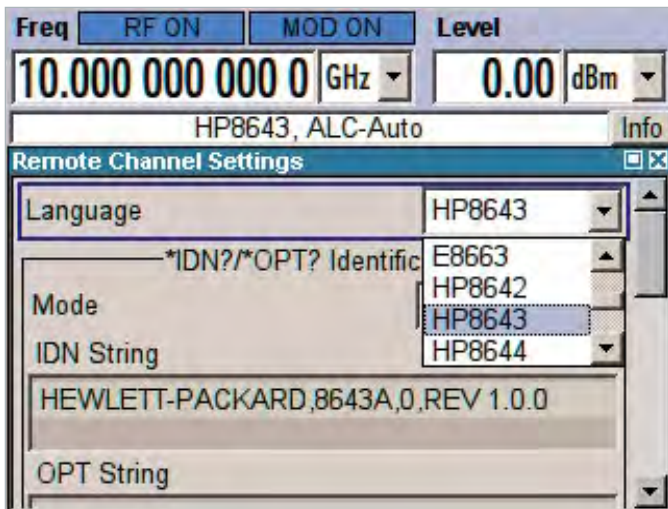 Freq RF ON MOD ON Level
10.000 000 000 0 GHz 0.00 dBm
HP8643, ALC-Auto Info
Remote Channel Settings
Language HP8643
*IDN?/*OPT? Identific
E8663
HP8642
Mode
HP8643
IDN String
HP8644
HEWLETT-PACKARD,8643A,0,REV 1.0.0
OPT String